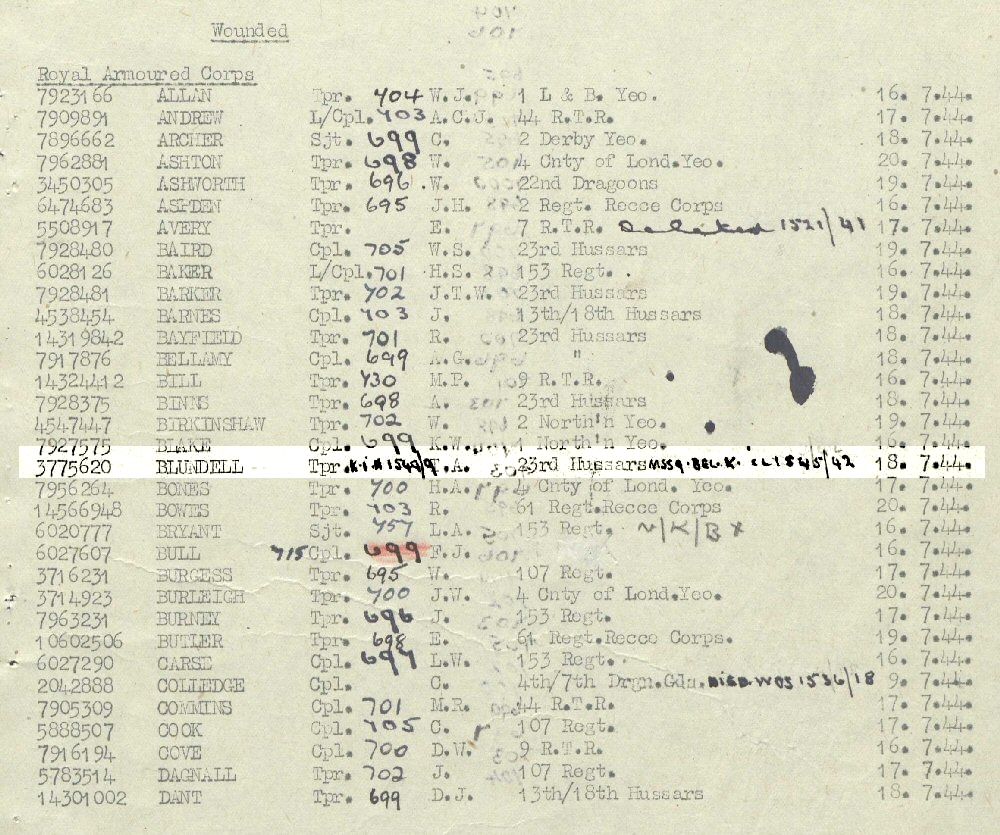 Wounded
Royal Armoured Corps
7923166 ALLAN Tpr. 704 W.J. 1 L & B. Yeo. 16. 7.44.
7909891 ANDREW L/Cpl. 703 A.C.J. 44 R.T.R. 17. 7.44.
7896662 ARCHER Sjt. 699 C. 2 Derby Yeo. 18. 7.44.
7962881 ASHTON Tpr. 698 W. 4 Cnty of Lond.Yeo. 20. 7.44.
3450305 ASHWORTH Tpr. 696 W. 22nd Dragoons 19. 7.44.
6474683 ASPDEN Tpr. 695 J.H. 2 Regt. Recce Corps 16. 7.44.
5508917 AVERY Tpr. E. 7 R.T.R. Deleted 1521/41 17. 7.44.
7928480 BAIRD Cpl. 705 W.S. 23rd Hussars 19. 7.44.
6028126 BAKER L/Cpl. 701 H.S. 153 Regt. 16. 7.44.
7928481 BARKER Tpr. 702 J.T.W. 23rd Hussars 19. 7.44.
4538454 BARNES Cpl. 703 J. 13th/18th Hussars 18. 7.44.
14319842 BAYFIELD Tpr. 701 R. 23rd Hussars 18. 7.44.
7917876 BELLAMY Cpl. 699 A.G. " 18. 7.44.
14324412 BILL Tpr. 730 M.P. 9 R.T.R. 16. 7.44.
7928375 BINNS Tpr. 698 A. 23rd Hussars 18. 7.44.
4547447 BIRKINSHAW Tpr. 702 W. 2 North'n Yeo. 16. 7.44.
7927575 BLAKE Cpl. 699 K.W. 1 North'n Yeo. 16. 7.44.
3775620 BLUNDELL Tpr. T.A. 23rd Hussars MSSG. BEL.K. CL 1545/42 18. 7.44.
7956264 BONES Tpr. 700 H.A. 4 Cnty of Lond. Yeo. 17. 7.44.
14566948 BOWES Tpr. 703 R. 61 Regt.Recce Corps 20. 7.44.
6020777 BRYANT Sjt. 757 L.A. 153 Regt. N/K/B X 16. 7.44.
6027607 BULL 715 Cpl. 699 F.J. 16. 7.44.
3716231 BURGESS Tpr. 695 W. 107 Regt. 17. 7.44.
3714923 BURLEIGH Tpr. 700 J.W. 4 Cnty of Lond.Yeo. 20. 7.44.
7963231 BURNEY Tpr. 696 J. 153 Regt. 17. 7.44.
10602506 BUTLER Tpr. 698 E. 61 Regt.Recce Corps. 19. 7.44.
6027290 CARSE Cpl. 697 L.W. 153 Regt. 16. 7.44.
2042888 COLLEDGE Cpl. C. 4th/7th Drgn.Gds. DIED.WDS 1536/18 9. 7.44.
7905309 COMMINS Cpl. 701 M.R. 44 R.T.R. 17. 7.44.
5888507 COOK Cpl. 705 C. 107 Regt. 17. 7.44.
7916194 COVE Cpl. 700 D.W. 9 R.T.R. 16. 7.44.
5783514 DAGNALL Tpr. 702 J. 107 Regt. 17. 7.44.
14301002 DANT Tpr. 699 D.J. 13th/18th Hussars 18. 7.44.